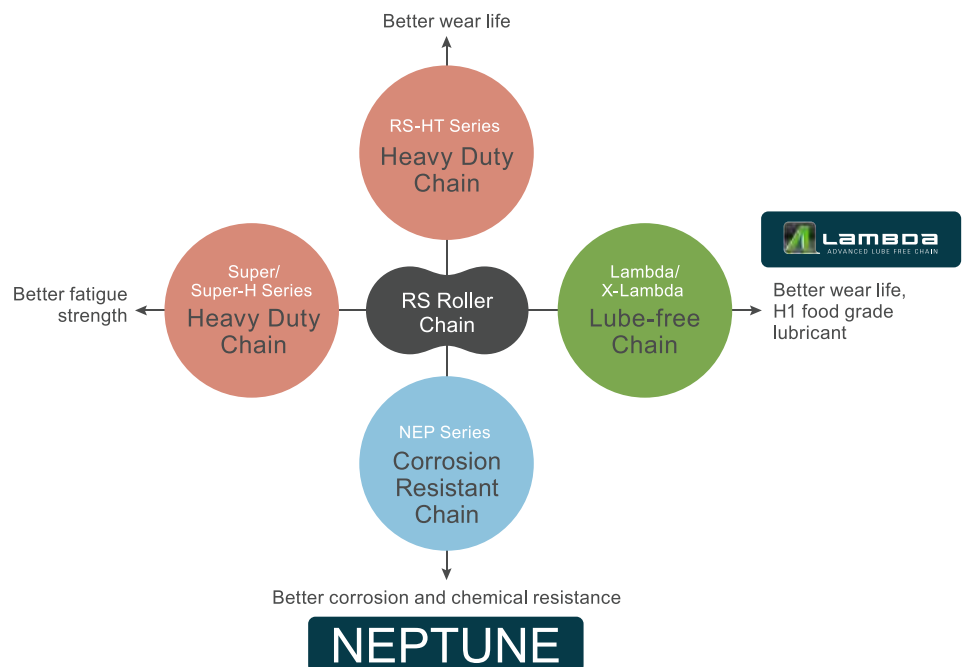 Better wear life
RS-HT Series
Heavy Duty
Chain
Super/
Super-H Series
Heavy Duty
Chain
Better fatigue
strength
RS Roller
Chain
Lambda/
X-Lambda
Lube-free
Chain
LAMBDA
ADVANCED LUBE FREE CHAIN
Better wear life,
H1 food grade
lubricant
NEP Series
Corrosion
Resistant
Chain
Better corrosion and chemical resistance
NEPTUNE